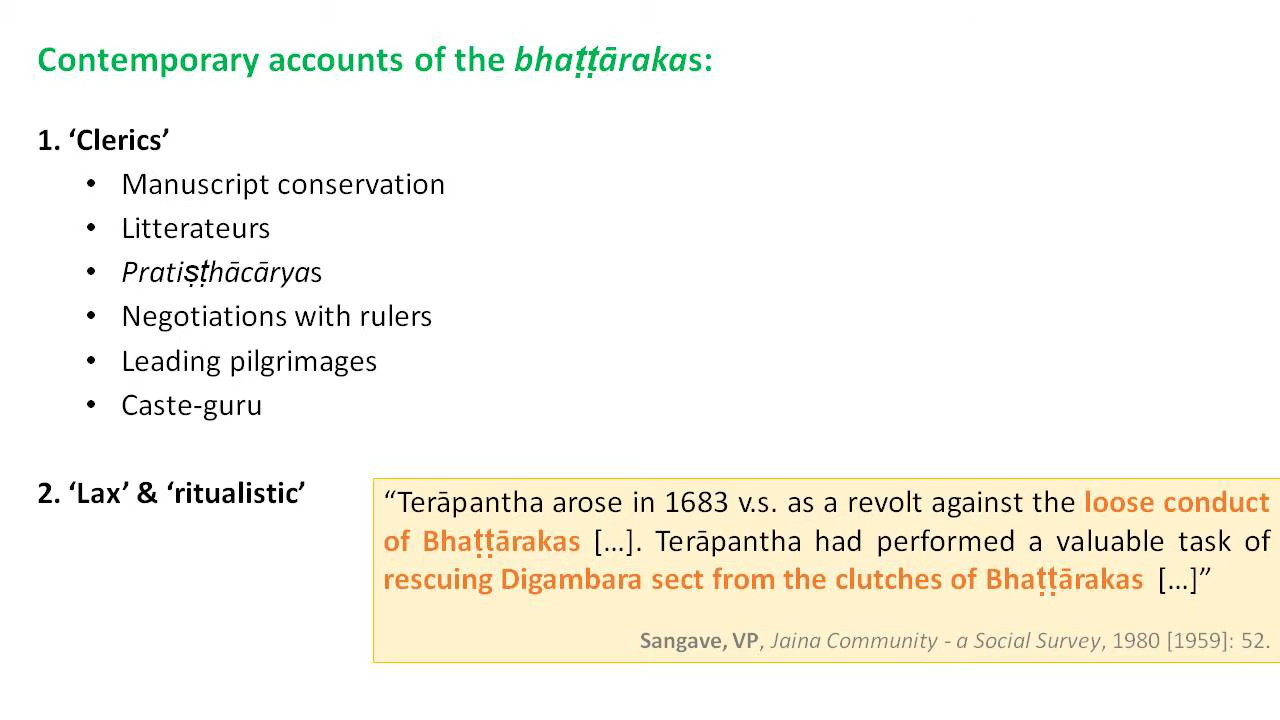 Contemporary accounts of the bhaṭṭārakas:
1. ‘Clerics’
• Manuscript conservation
• Litterateurs
• Pratiṣṭhācāryas
• Negotiations with rulers
• Leading pilgrimages
• Caste-guru
2. ‘Lax’ & ‘ritualistic’
“Terāpantha arose in 1683 v.s. as a revolt against the loose conduct
of Bhaṭṭārakas […]. Terāpantha had performed a valuable task of
rescuing Digambara sect from the clutches of Bhaṭṭārakas […]”
Sangave, VP, Jaina Community - a Social Survey, 1980 [1959]: 52.